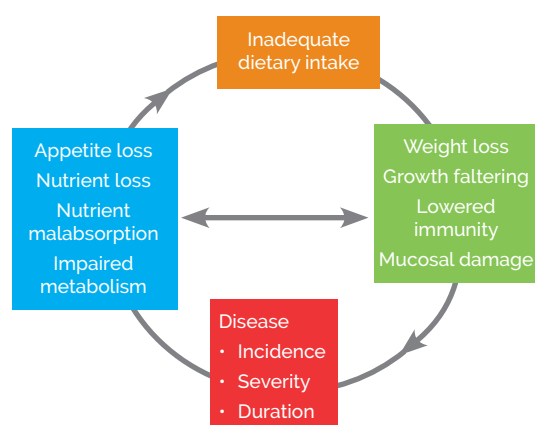 Inadequate
dietary intake
Appetite loss
Nutrient loss
Nutrient
malabsorption
Impaired
metabolism
Weight loss
Growth faltering
Lowered
immunity
Mucosal damage
Disease
• Incidence
• Severity
• Duration